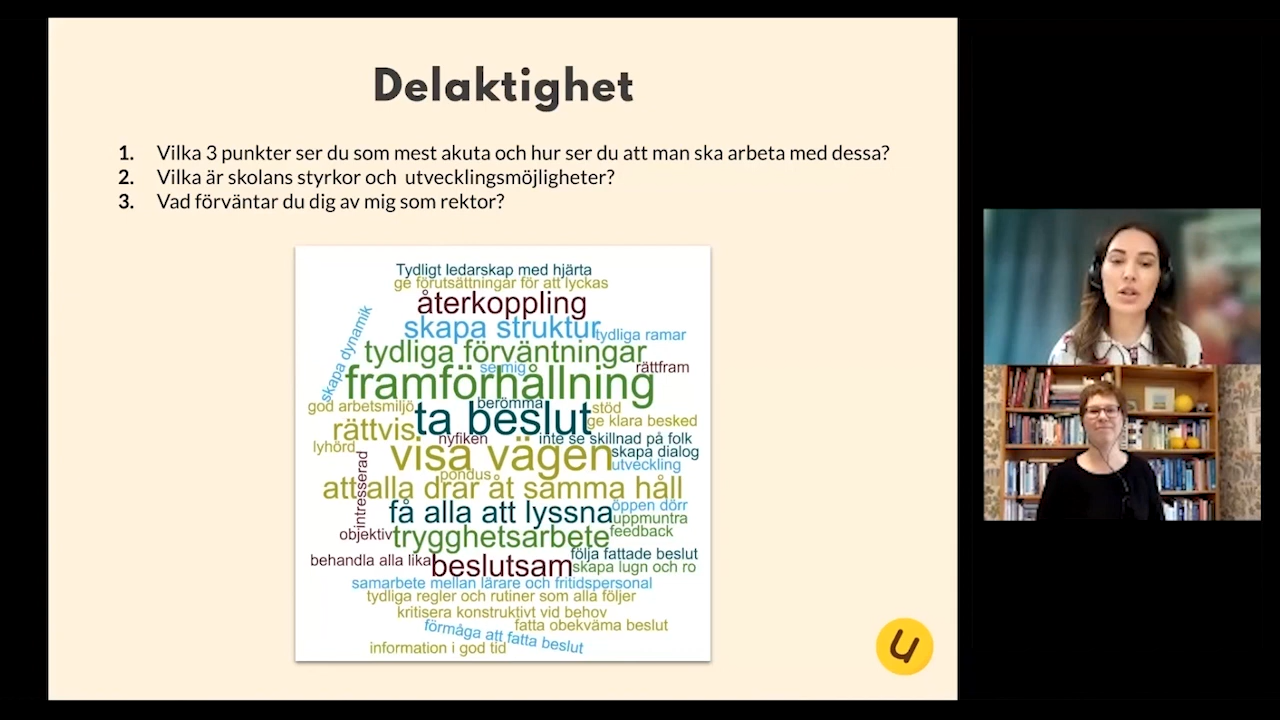 Delaktighet
1. Vilka 3 punkter ser du som mest akuta och hur ser du att man ska arbeta med dessa?
2. Vilka är skolans styrkor och utvecklingsmöjligheter?
3. Vad förväntar du dig av mig som rektor?
Tydligt ledarskap med hjärta
ge förutsättningar för att lyckas
återkoppling
skapa struktur
tydliga ramar
skapa dynamik
tydliga förväntningar
se mig
rättfram
framförhållning
god arbetsmiljö
berömma
stöd
ta beslut
ge klara besked
rättvis
nyfiken
inte se skillnad på folk
lyhörd
visa vägen
skapa dialog
utveckling
pondus
intresserad
att alla drar åt samma håll
få alla att lyssna
öppen dörr
uppmuntra
objektiv
trygghetsarbete
feedback
följa fattade beslut
behandla alla lika
beslutsam
skapa lugn och ro
samarbete mellan lärare och fritidspersonal
tydliga regler och rutiner som alla följer
kritisera konstruktivt vid behov
förmåga att fatta beslut
fatta obekväma beslut
information i god tid